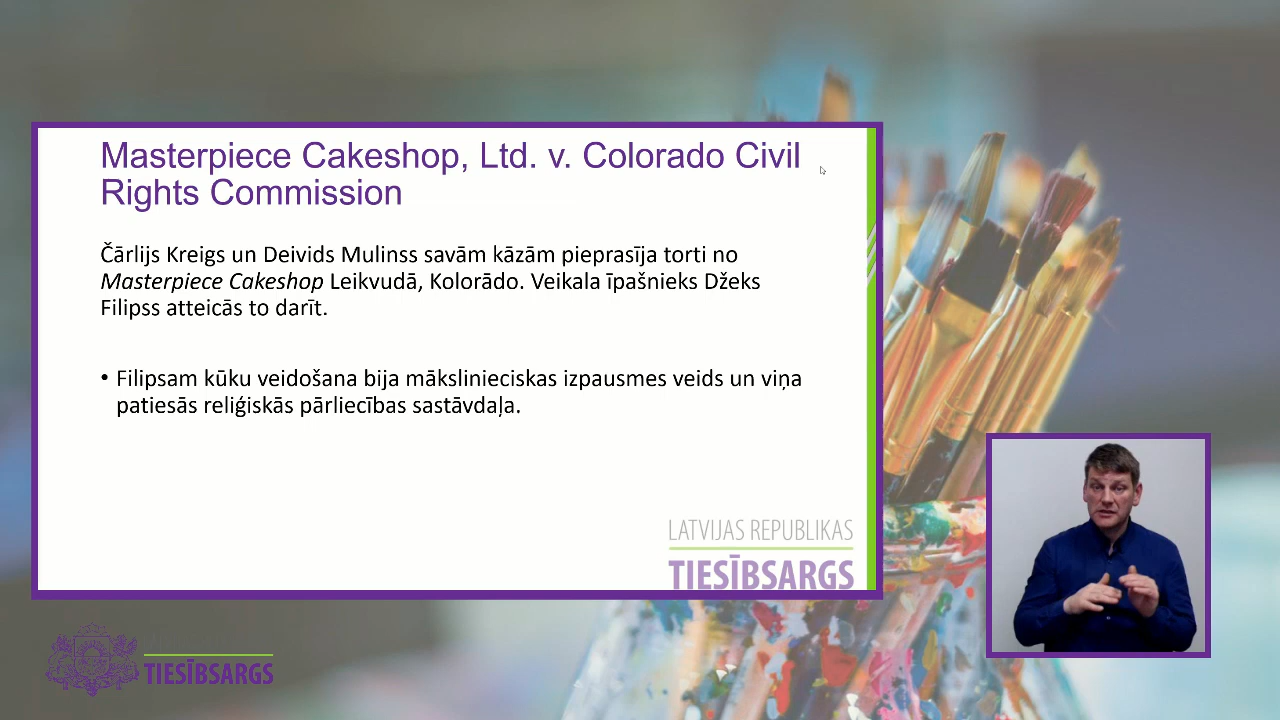 Masterpiece Cakeshop, Ltd. v. Colorado Civil
Rights Commission
Čārlijs Kreigs un Deivids Mulinss savām kāzām pieprasīja torti no
Masterpiece Cakeshop Leikvudā, Kolorādo. Veikala īpašnieks Džeks
Filipss atteicās to darīt.
• Filipsam kūku veidošana bija mākslinieciskas izpausmes veids un viņa
patiesās reliģiskās pārliecības sastāvdaļa.
LATVIJAS REPUBLIKAS
TIESĪBSARGS
TIESĪBSARGS